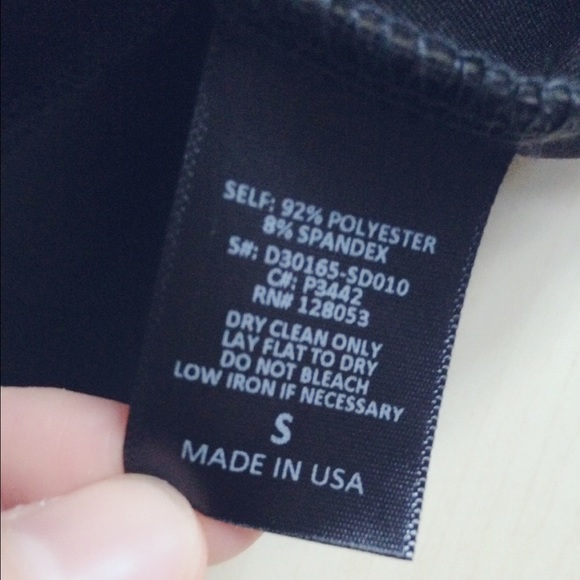 SELF: 92% POLYESTER
8% SPANDEX
S#: D30165-SD010
C#: P3442
RN# 128053
DRY CLEAN ONLY
LAY FLAT TO DRY
DO NOT BLEACH
LOW IRON IF NECESSARY
S
MADE IN USA